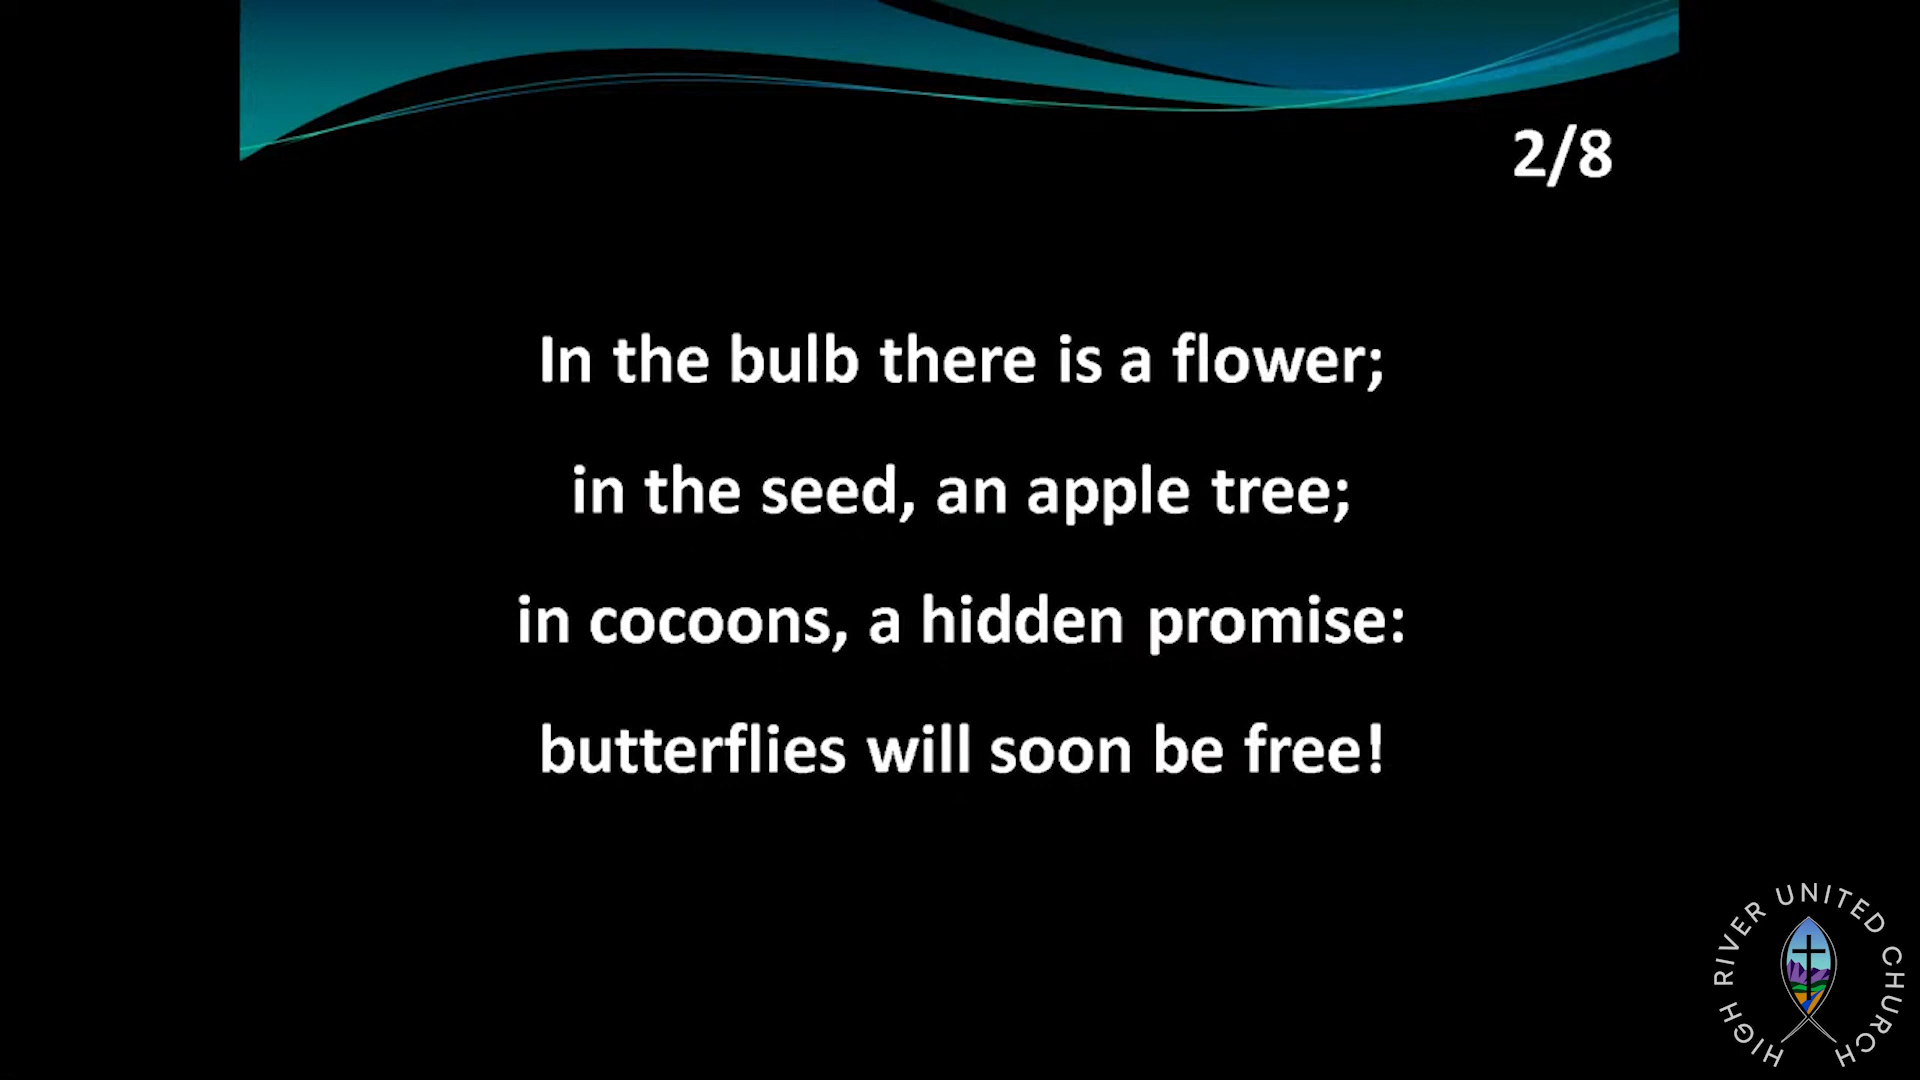 2/8
In the bulb there is a flower;
in the seed, an apple tree;
in cocoons, a hidden promise:
butterflies will soon be free!
HIGH RIVER UNITED CHURCH